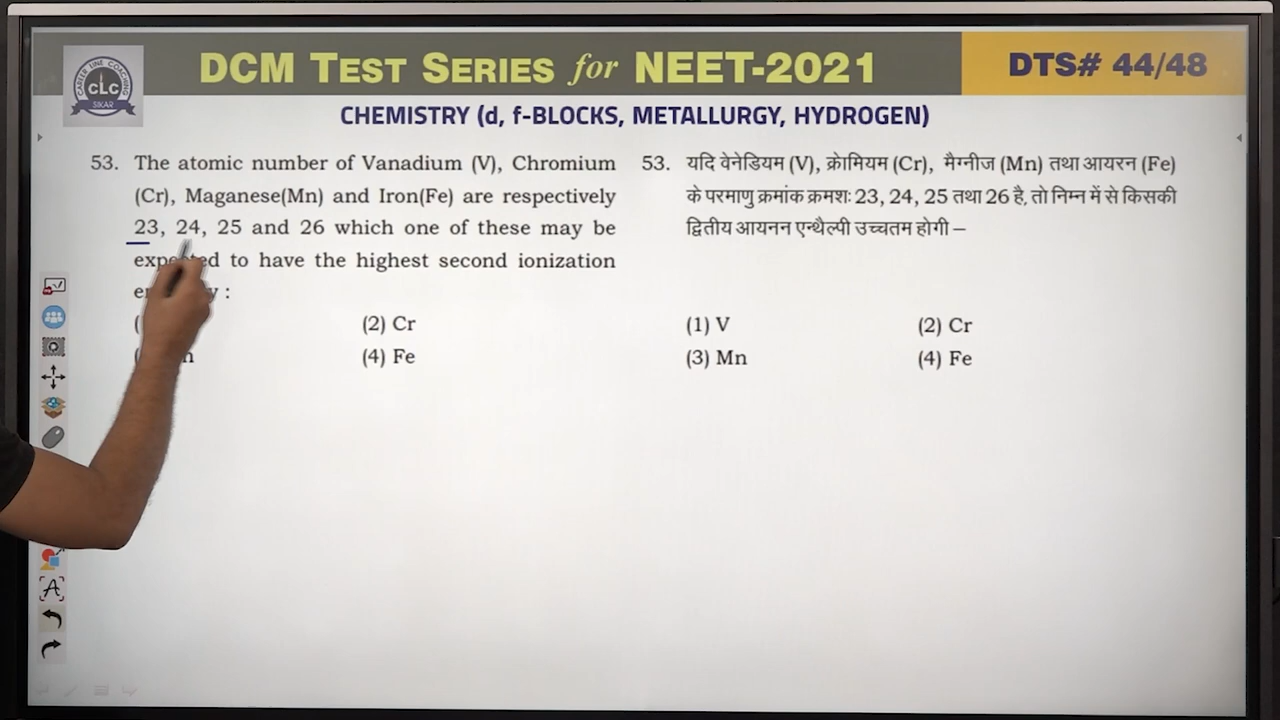 CAREER LINE COACHING
CLC
SIKAR
DCM TEST SERIES for NEET-2021
DTS# 44/48
CHEMISTRY (d, f-BLOCKS, METALLURGY, HYDROGEN)
53. The atomic number of Vanadium (V), Chromium
(Cr), Maganese(Mn) and Iron(Fe) are respectively
23, 24, 25 and 26 which one of these may be
expected to have the highest second ionization
:
(2) Cr
(4) Fe
53. यदि वेनेडियम (V), क्रोमियम (Cr), मैग्नीज (Mn) तथा आयरन (Fe)
के परमाणु क्रमांक क्रमशः 23, 24, 25 तथा 26 है, तो निम्न में से किसकी
द्वितीय आयनन एन्थैल्पी उच्चतम होगी –
(1) V (2) Cr
(3) Mn (4) Fe
A